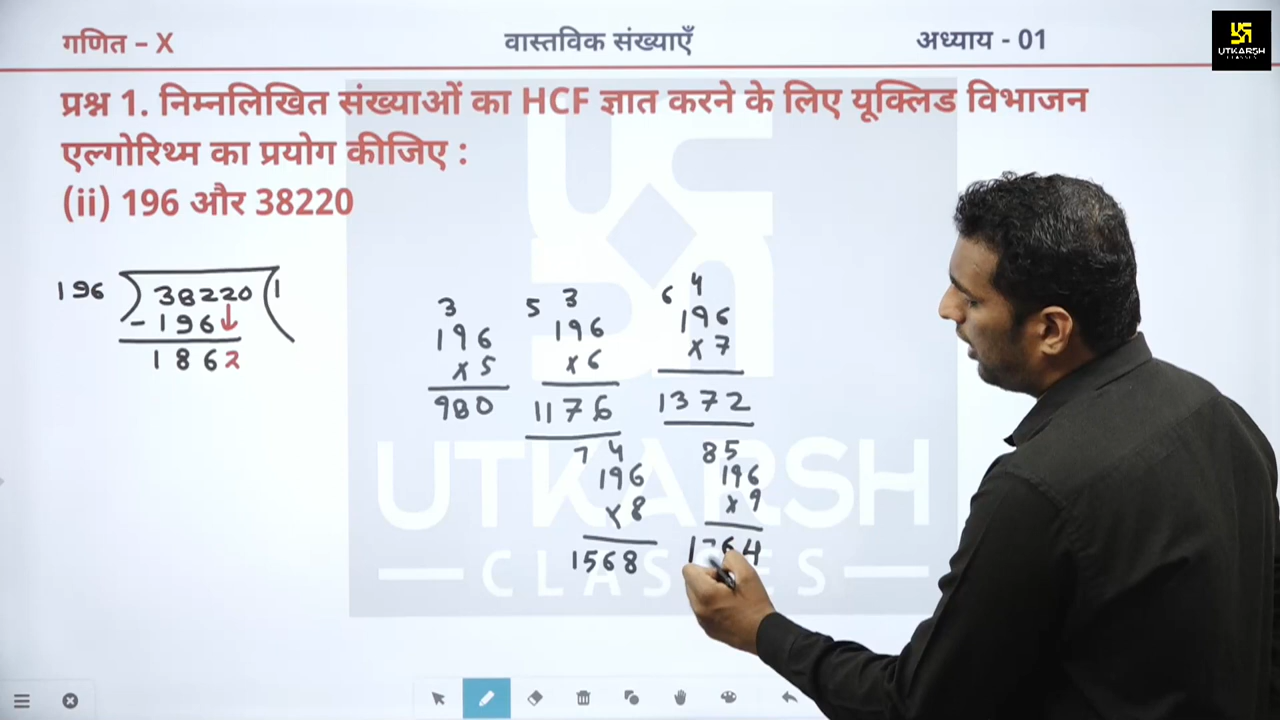 गणित – X
वास्तविक संख्याएँ
अध्याय - 01
UTKARSH
CLASSES
प्रश्न 1. निम्नलिखित संख्याओं का HCF ज्ञात करने के लिए यूक्लिड विभाजन
एल्गोरिथ्म का प्रयोग कीजिए :
(ii) 196 और 38220
196 ) 38220 ( 1
- 196 ↓
1862
3
196
x 5
980
5 3
196
x 6
1176
6 4
196
x 7
1372
7 4
196
x 8
1568
8 5
196
x 9
1764
UTKARSH
CLASSES